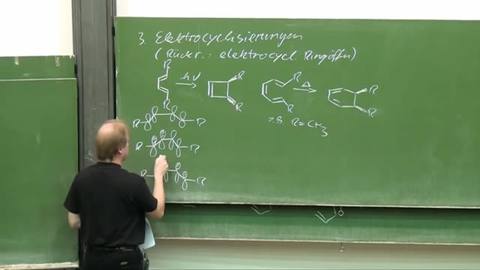 3. Elektrocyclisierungen
(Rückr.: elektrocycl. Ringöffn.)
R R hν R R R R Δ R R
z.B. R=CH3
R R
R R
R R